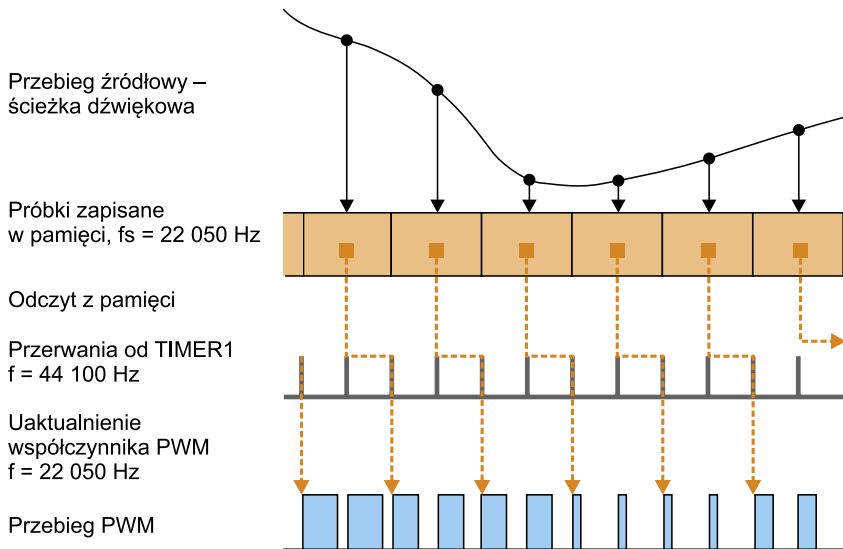 Przebieg źródłowy –
ścieżka dźwiękowa
Próbki zapisane
w pamięci, fs = 22 050 Hz
Odczyt z pamięci
Przerwania od TIMER1
f = 44 100 Hz
Uaktualnienie
współczynnika PWM
f = 22 050 Hz
Przebieg PWM